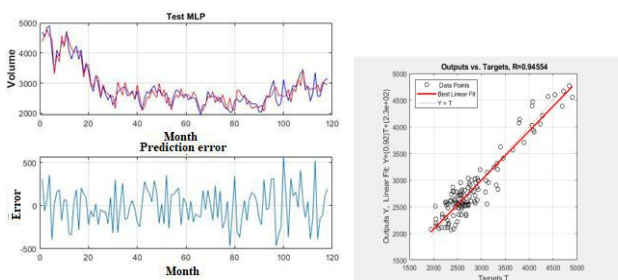 Test MLP
Volume
5000
4000
3000
2000
0 20 40 60 80 100 120
Month
Prediction error
Error
500
0
-500
0 20 40 60 80 100 120
Month
Outputs vs. Targets, R=0.94554
Outputs Y, Linear Fit: Y=(0.92)T+(2.3e+02)
5000
4500
4000
3500
3000
2500
2000
1500
Data Points
Best Linear Fit
Y = T
1500 2000 2500 3000 3500 4000 4500 5000
Targets T